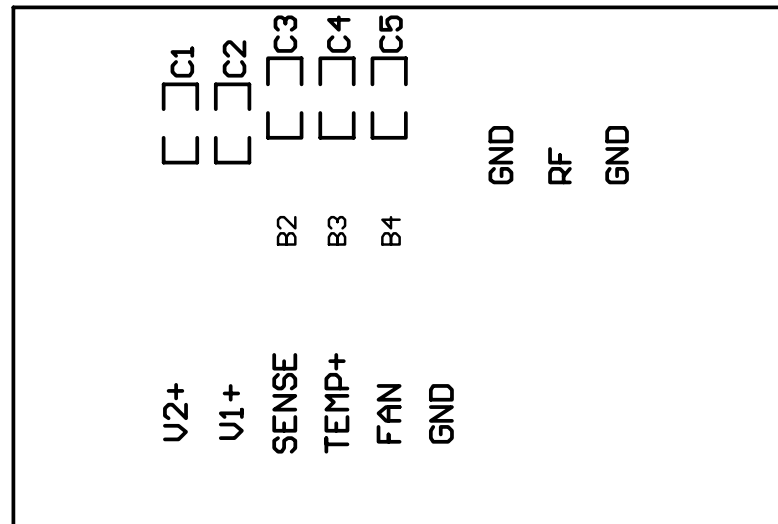 C1
C2
C3
C4
C5
GND
RF
GND
B2
B3
B4
V2+
V1+
SENSE
TEMP+
FAN
GND